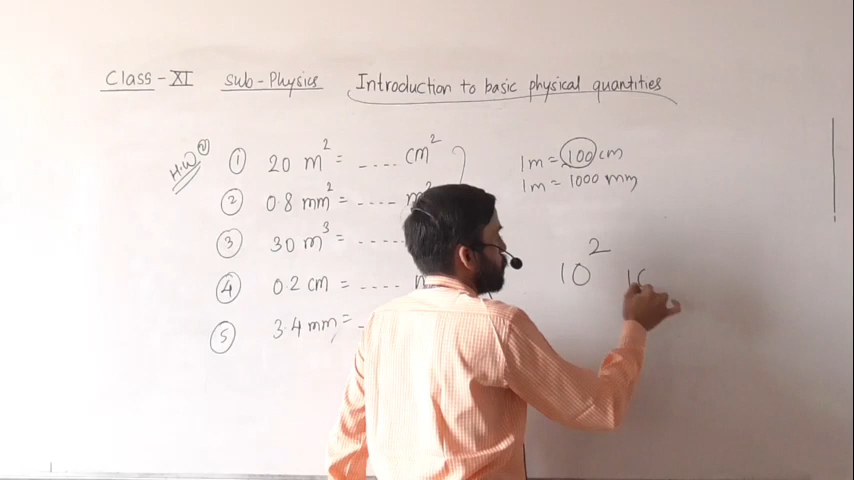 Class-XI Sub-Physics Introduction to basic physical quantities
H.W
① 20 m² = .... cm²
② 0.8 mm² = .... m²
③ 30 m³ = ....
④ 0.2 cm = ....
⑤ 3.4 mm =
1m = 100 cm
1m = 1000 mm
10²